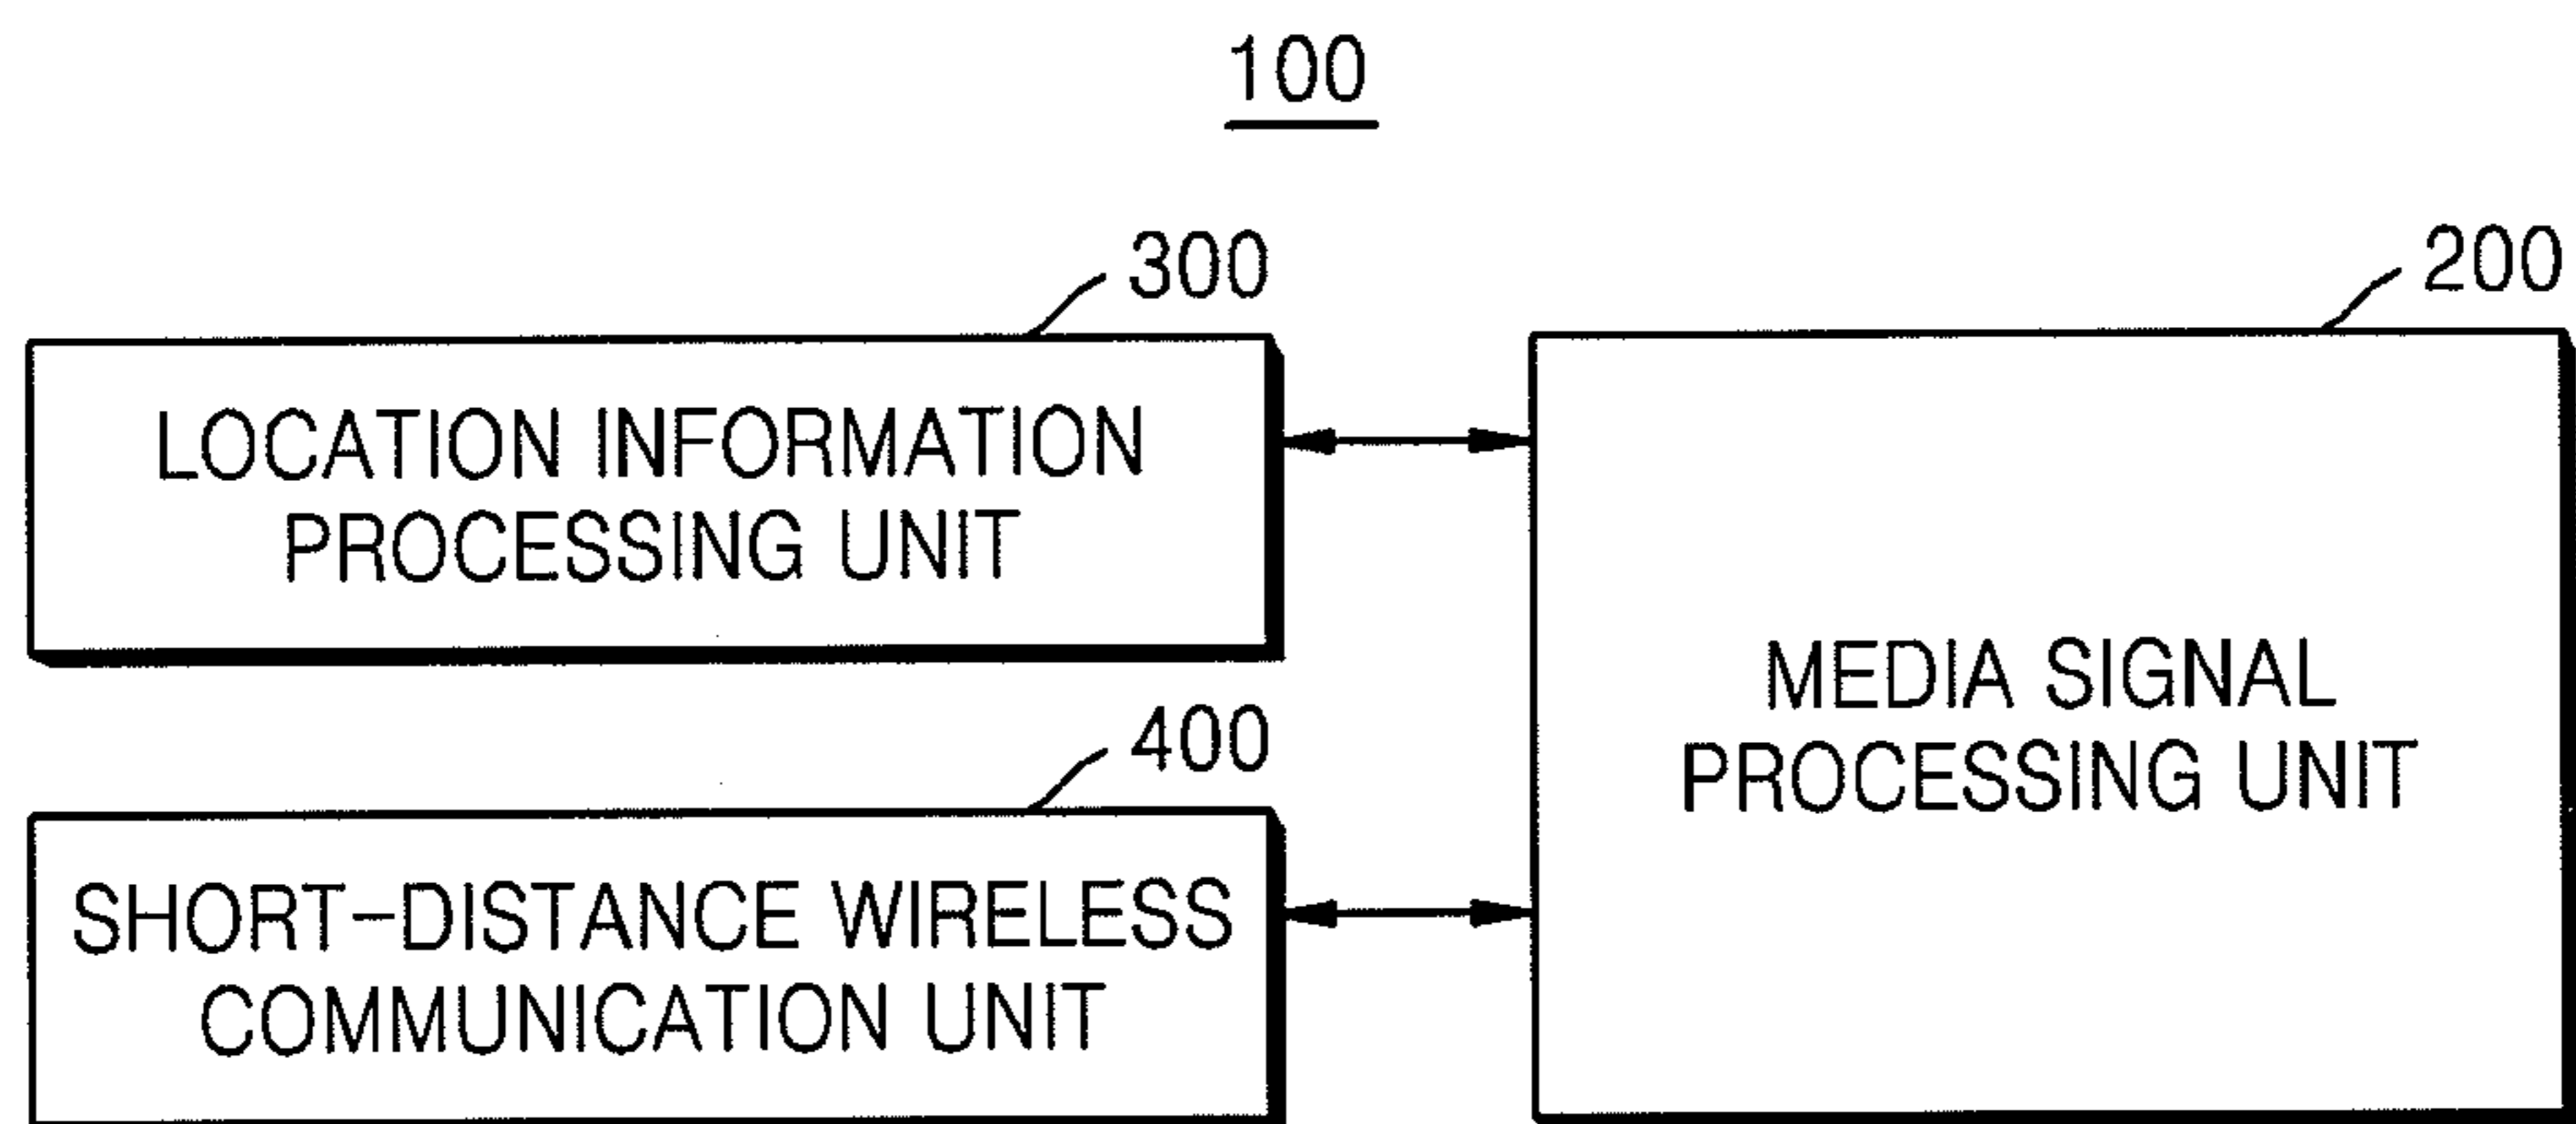 100
300
200
LOCATION INFORMATION
PROCESSING UNIT
MEDIA SIGNAL
PROCESSING UNIT
400
SHORT-DISTANCE WIRELESS
COMMUNICATION UNIT